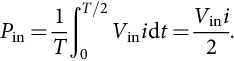 P_in = 1/T ∫_0^{T/2} V_in i dt = V_in i / 2.